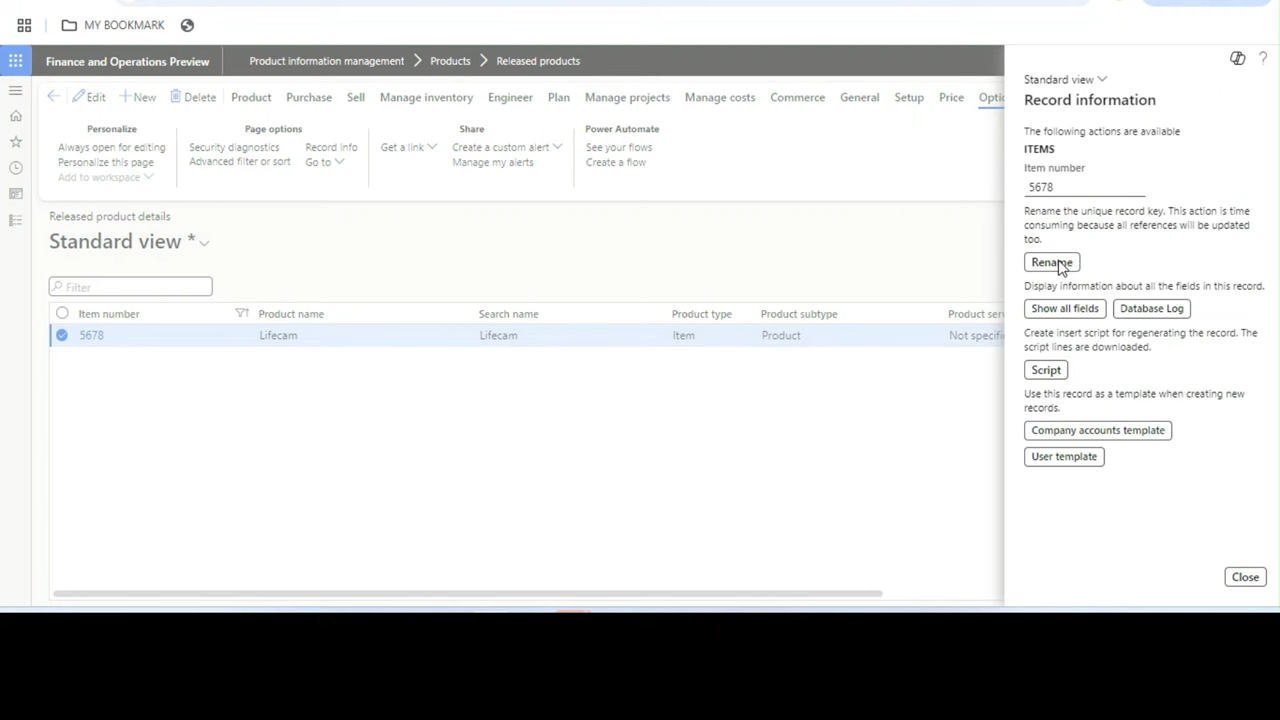 MY BOOKMARK
Finance and Operations Preview
Product information management
Products
Released products
Edit
New
Delete
Product
Purchase
Sell
Manage inventory
Engineer
Plan
Manage projects
Manage costs
Commerce
General
Setup
Price
Optio
Personalize
Always open for editing
Personalize this page
Add to workspace
Page options
Security diagnostics
Advanced filter or sort
Record info
Go to
Share
Get a link
Create a custom alert
Manage my alerts
Power Automate
See your flows
Create a flow
Released product details
Standard view *
Filter
Item number
Product name
Search name
Product type
Product subtype
Product serv
5678
Lifecam
Lifecam
Item
Product
Not specifi
Standard view
Record information
The following actions are available
ITEMS
Item number
5678
Rename the unique record key. This action is time
consuming because all references will be updated
too.
Rename
Display information about all the fields in this record.
Show all fields
Database Log
Create insert script for regenerating the record. The
script lines are downloaded.
Script
Use this record as a template when creating new
records.
Company accounts template
User template
Close